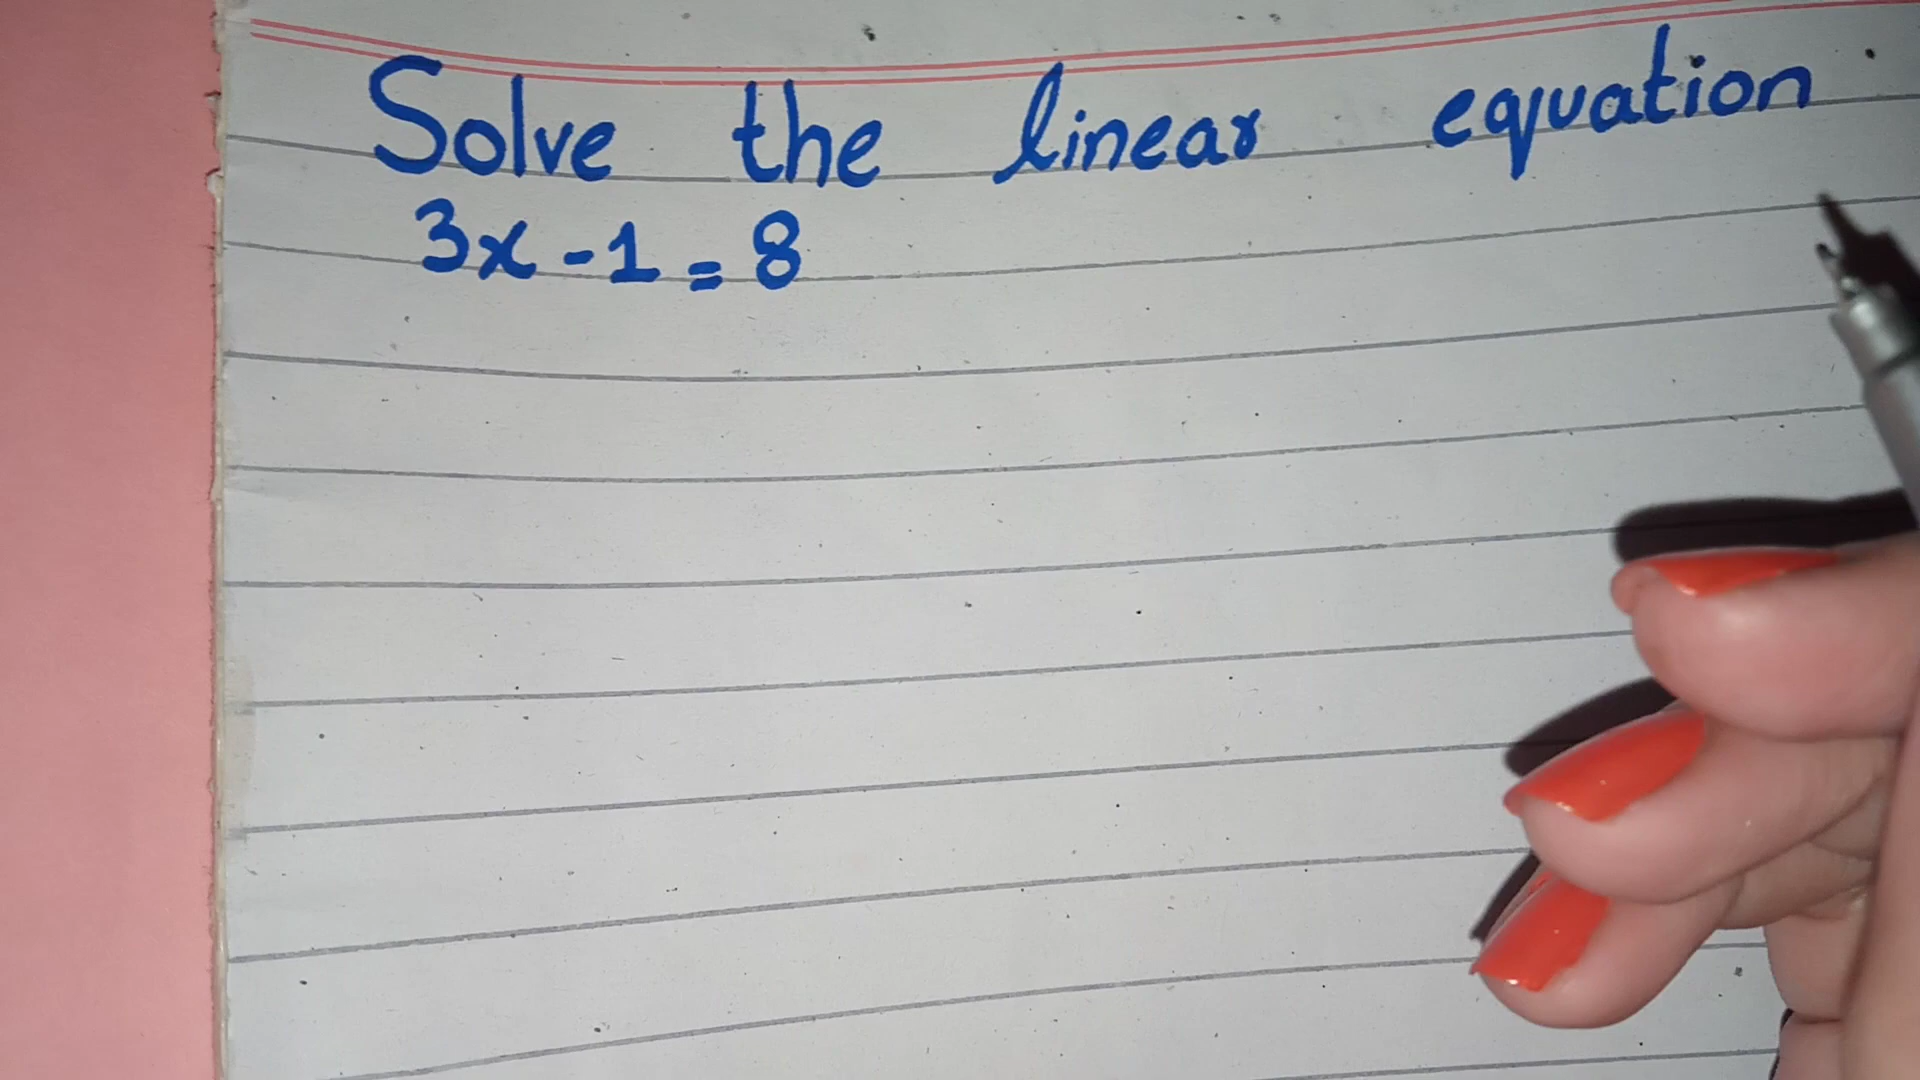 Solve the linear equation
3x - 1 = 8